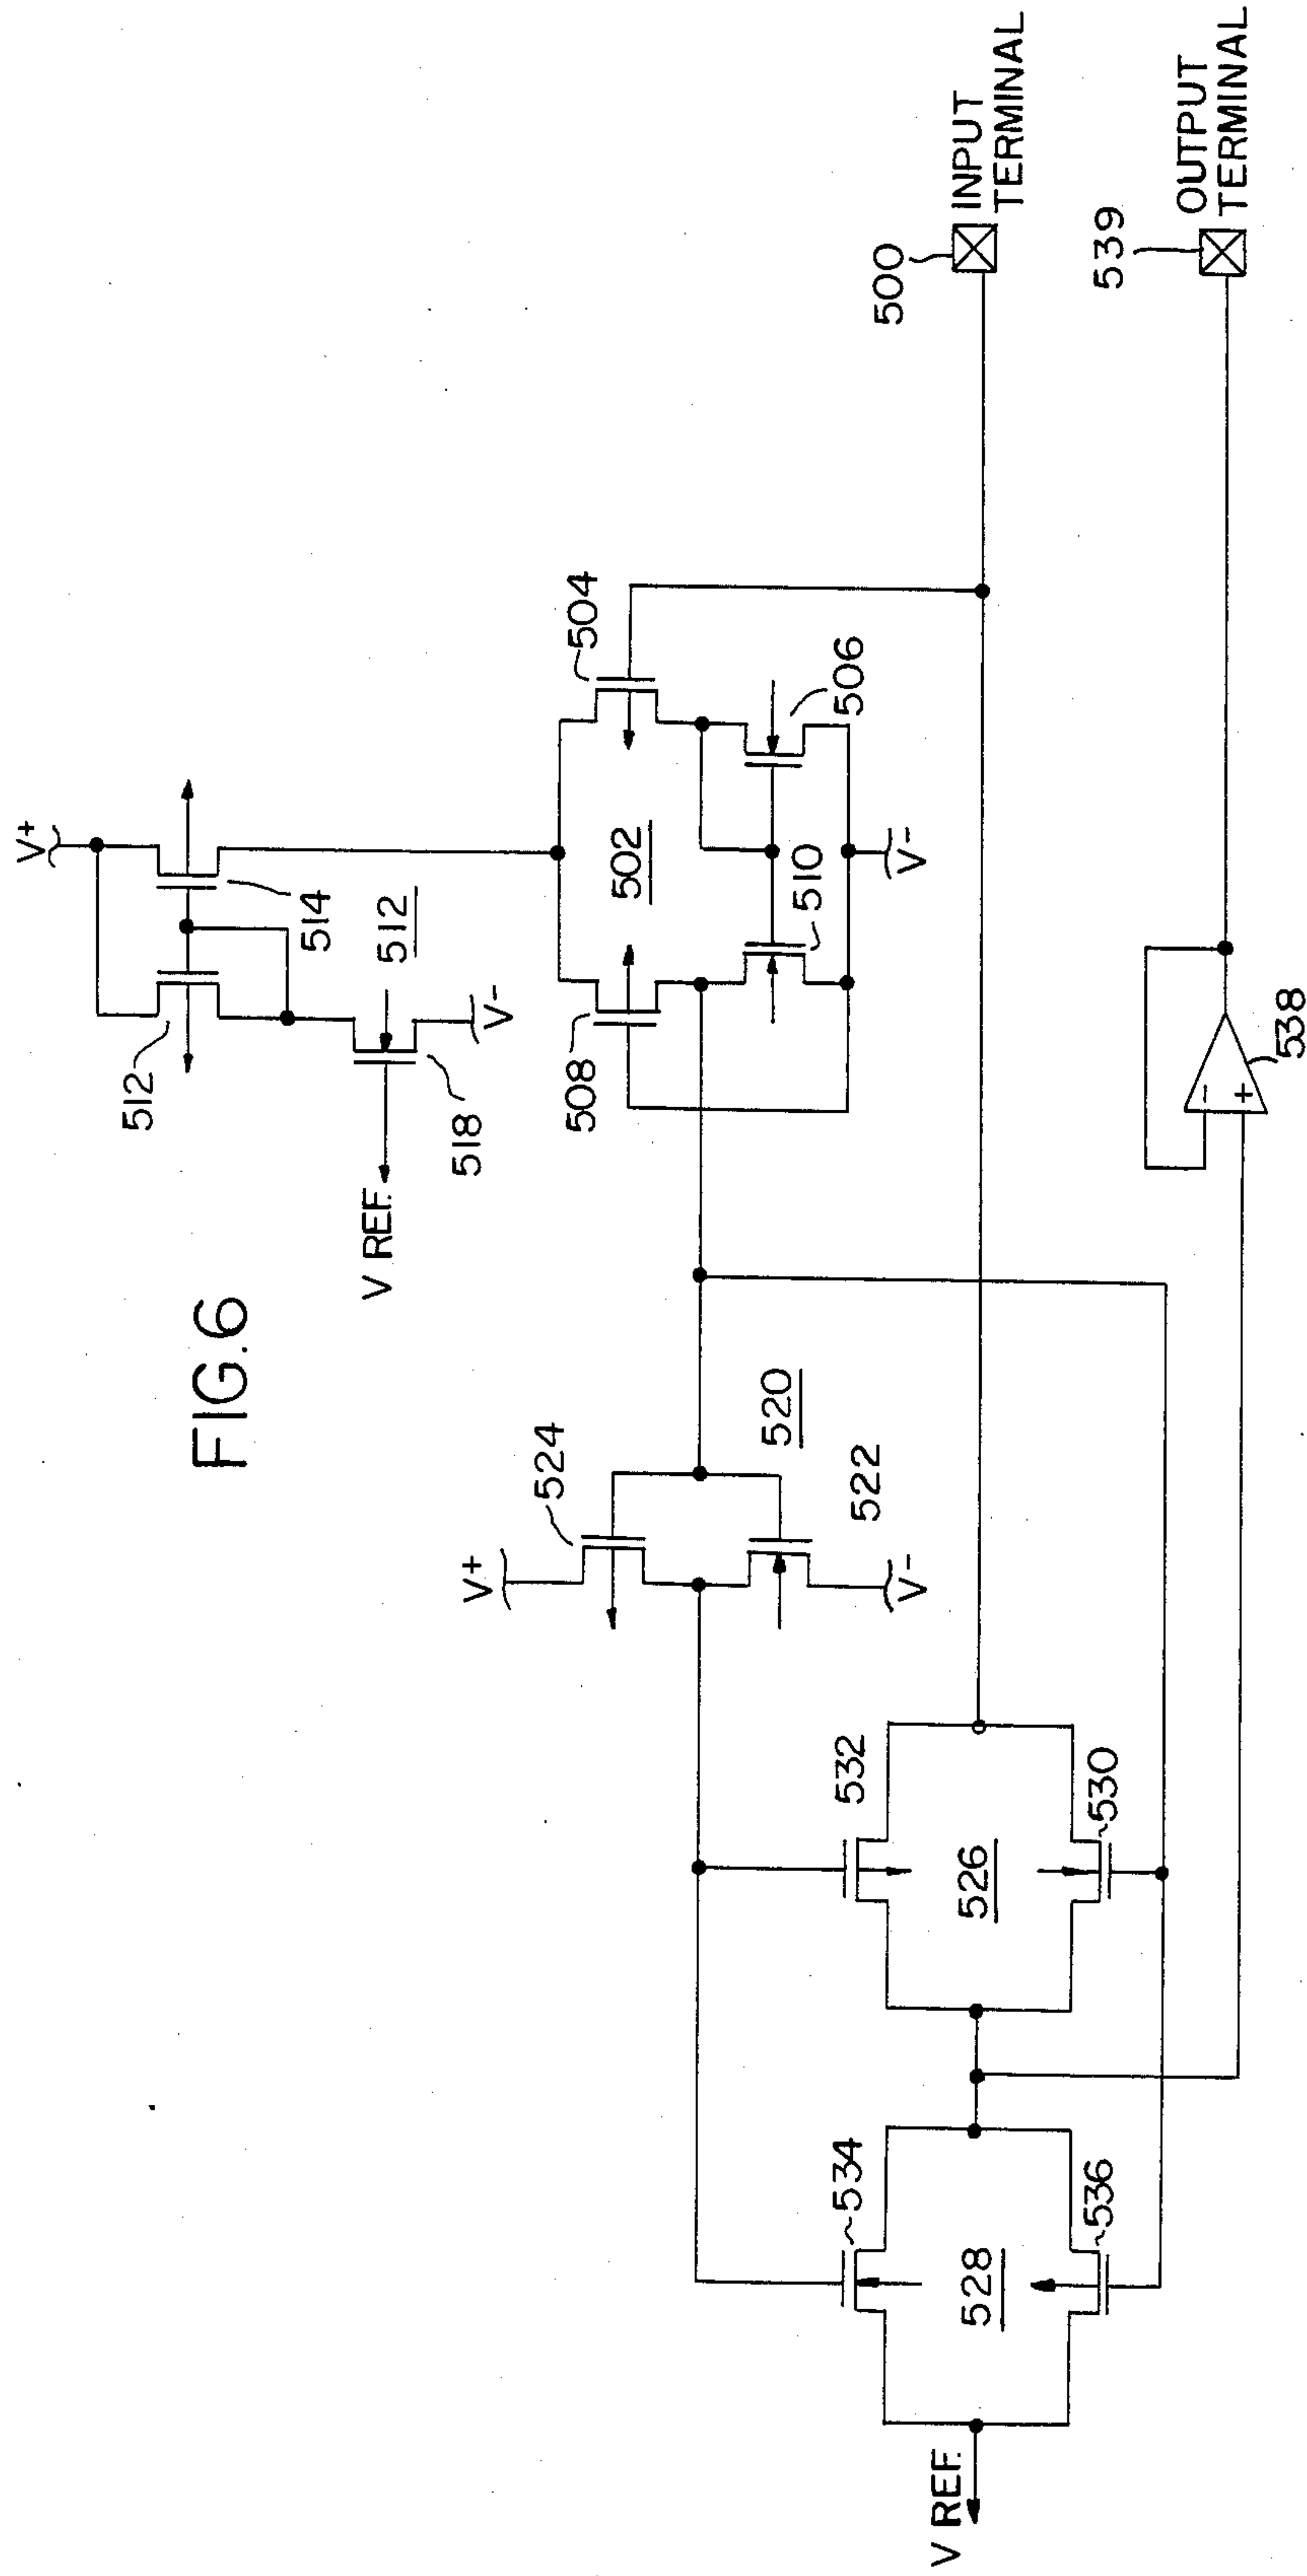 FIG.6
V+
512
514
512
V REF.
518
V-
504
508
502
506
510
V-
500
INPUT
TERMINAL
V+
524
520
522
V-
532
526
530
534
528
536
V REF.
538
-
+
539
OUTPUT
TERMINAL